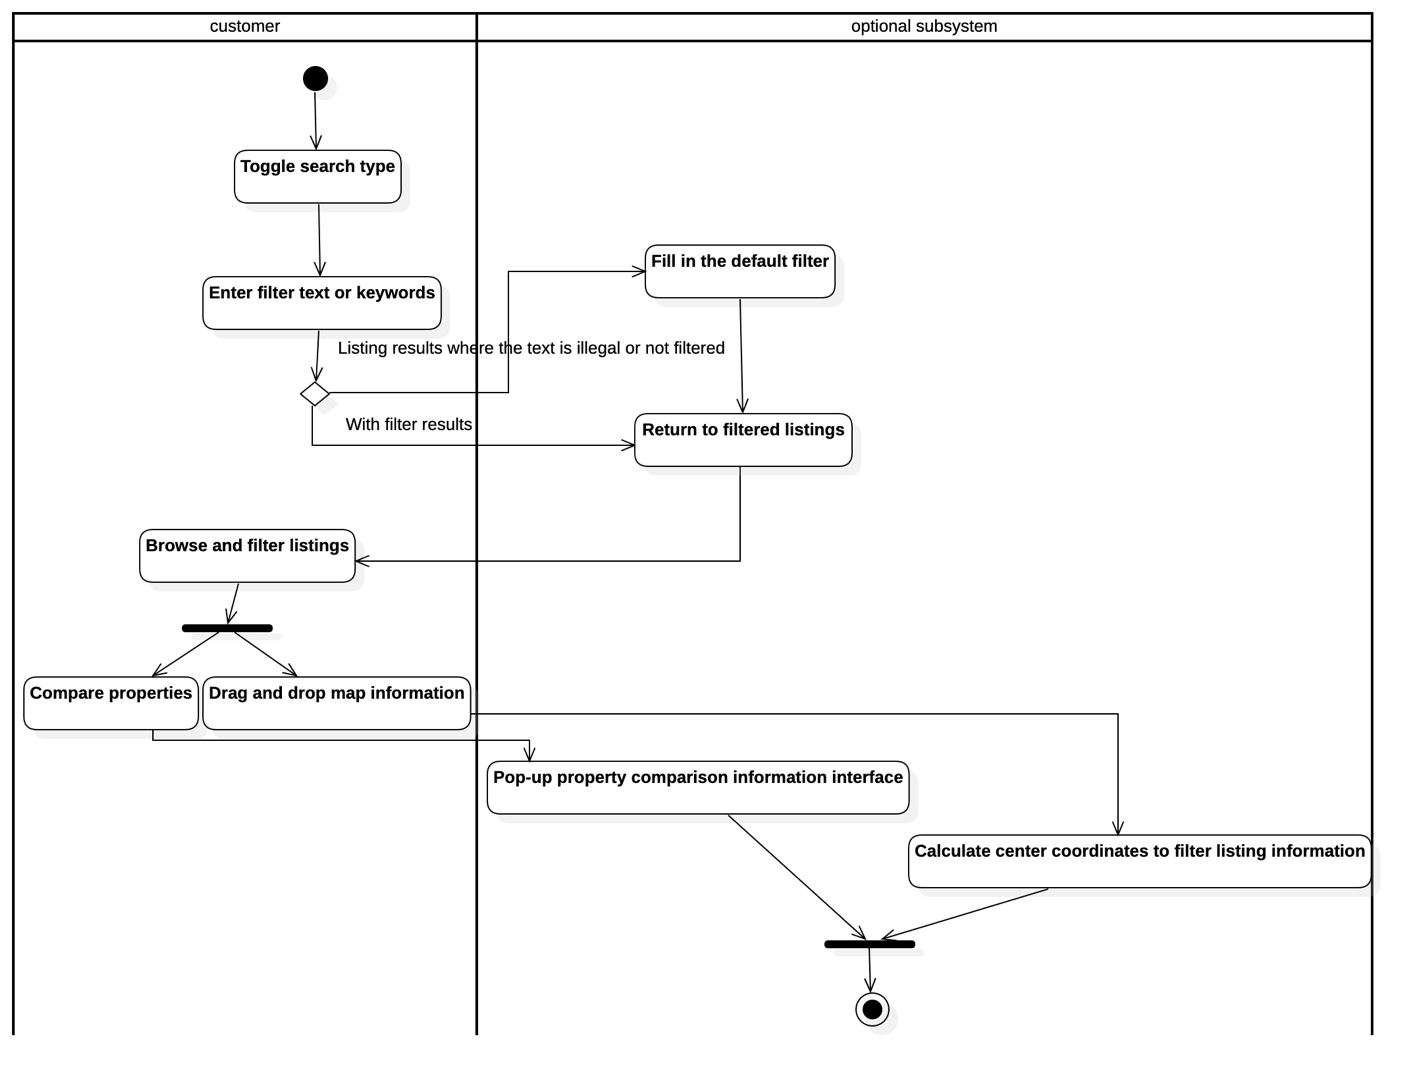 customer
optional subsystem
Toggle search type
Fill in the default filter
Enter filter text or keywords
Listing results where the text is illegal or not filtered
With filter results
Return to filtered listings
Browse and filter listings
Compare properties
Drag and drop map information
Pop-up property comparison information interface
Calculate center coordinates to filter listing information